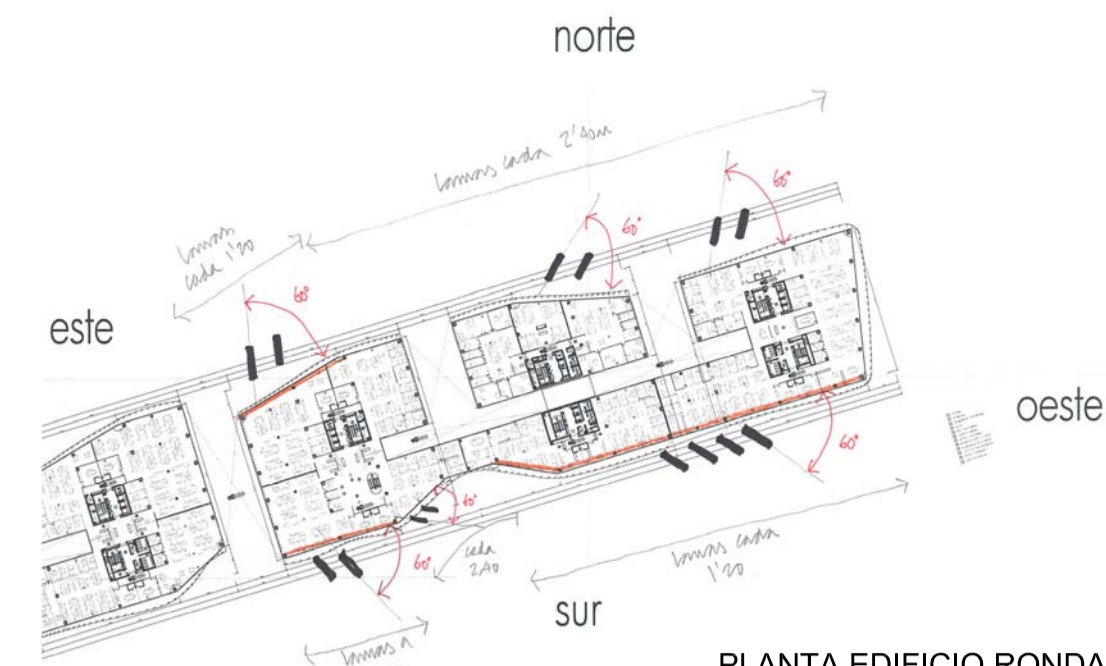 norte
lamas cada 2'40m
lamas
cada 1'20
60°
60°
60°
este
oeste
60°
60°
60°
cada
2,40
lamas cada
1'20
sur
lamas a
PLANTA EDIFICIO RONDA